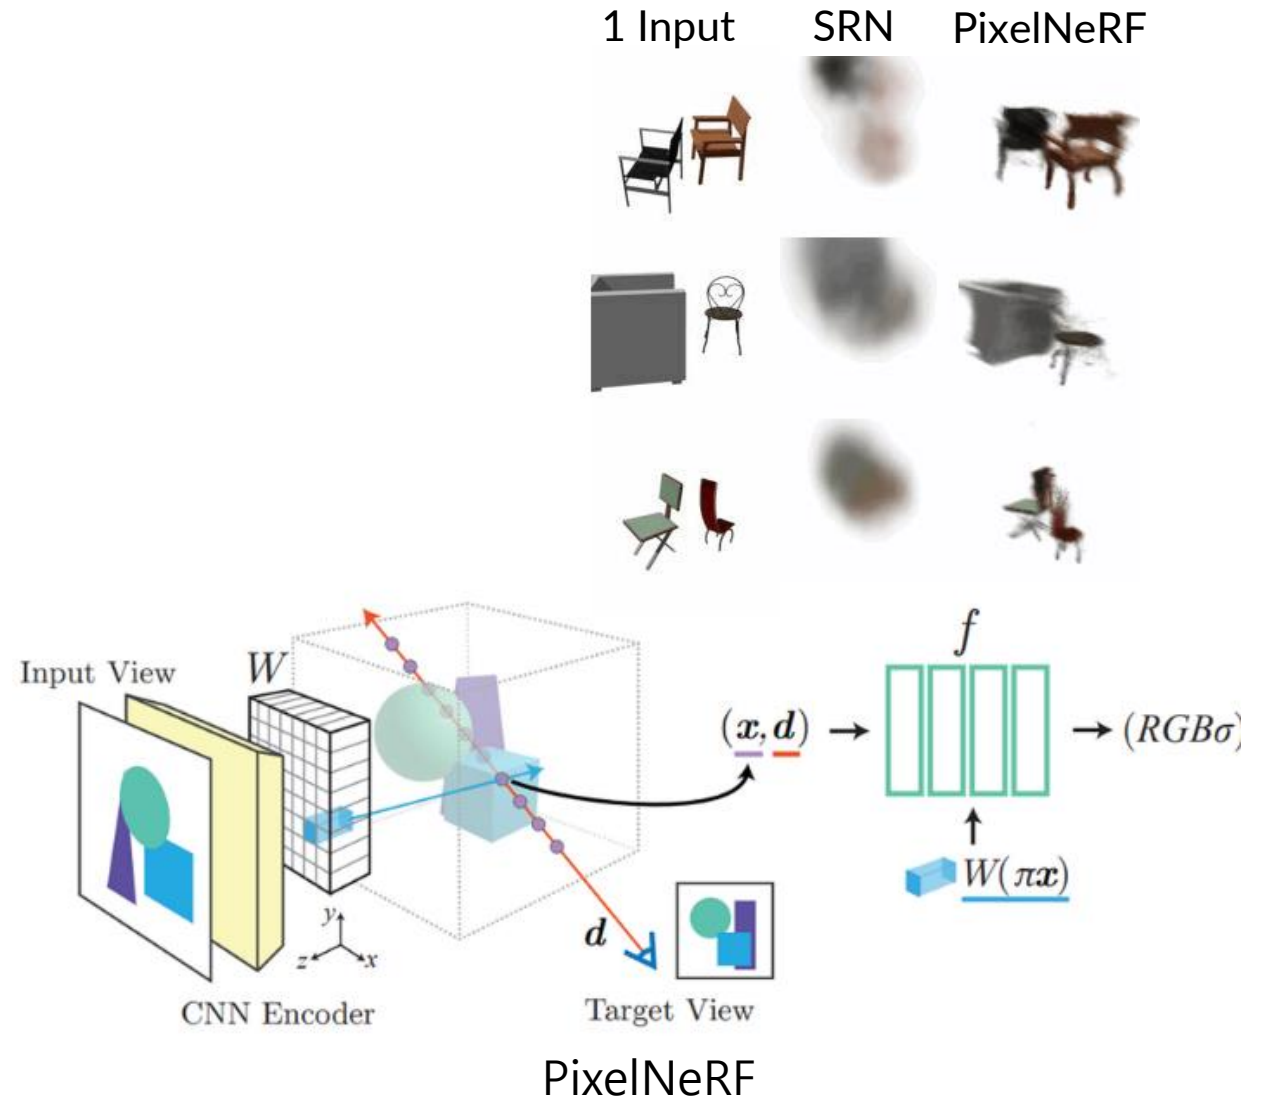 1 Input SRN PixelNeRF
f
Input View W
(x, d) → → (RGBσ)
W(πx)
y
z x
d
CNN Encoder Target View
PixelNeRF